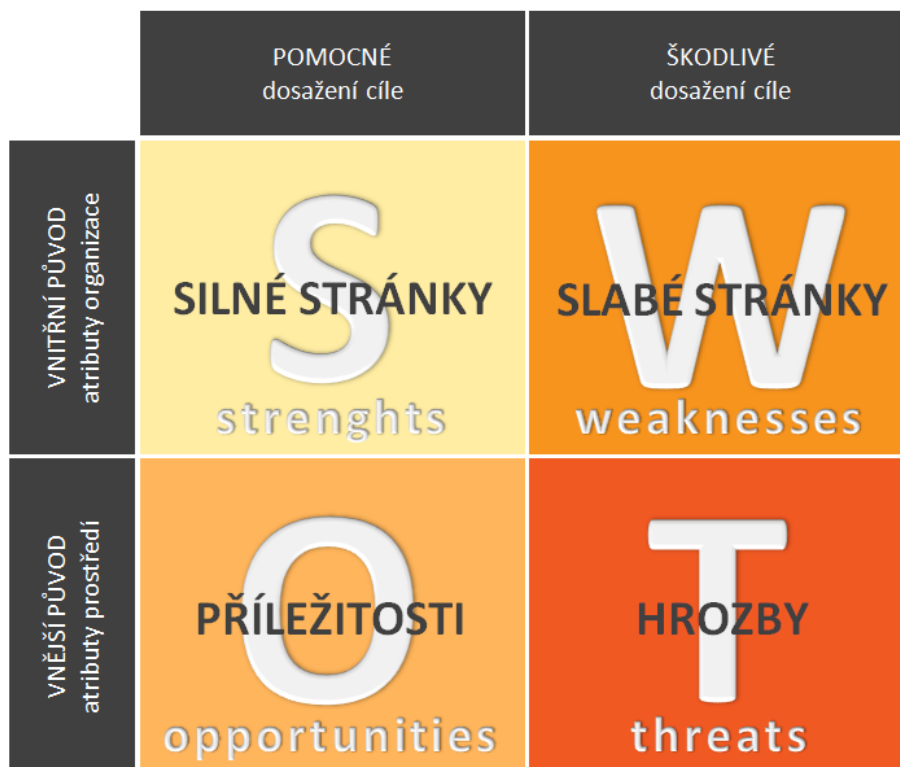 POMOCNÉ
dosažení cíle
ŠKODLIVÉ
dosažení cíle
VNITŘNÍ PŮVOD
atributy organizace
S
SILNÉ STRÁNKY
strenghts
W
SLABÉ STRÁNKY
weaknesses
VNĚJŠÍ PŮVOD
atributy prostředí
O
PŘÍLEŽITOSTI
opportunities
T
HROZBY
threats